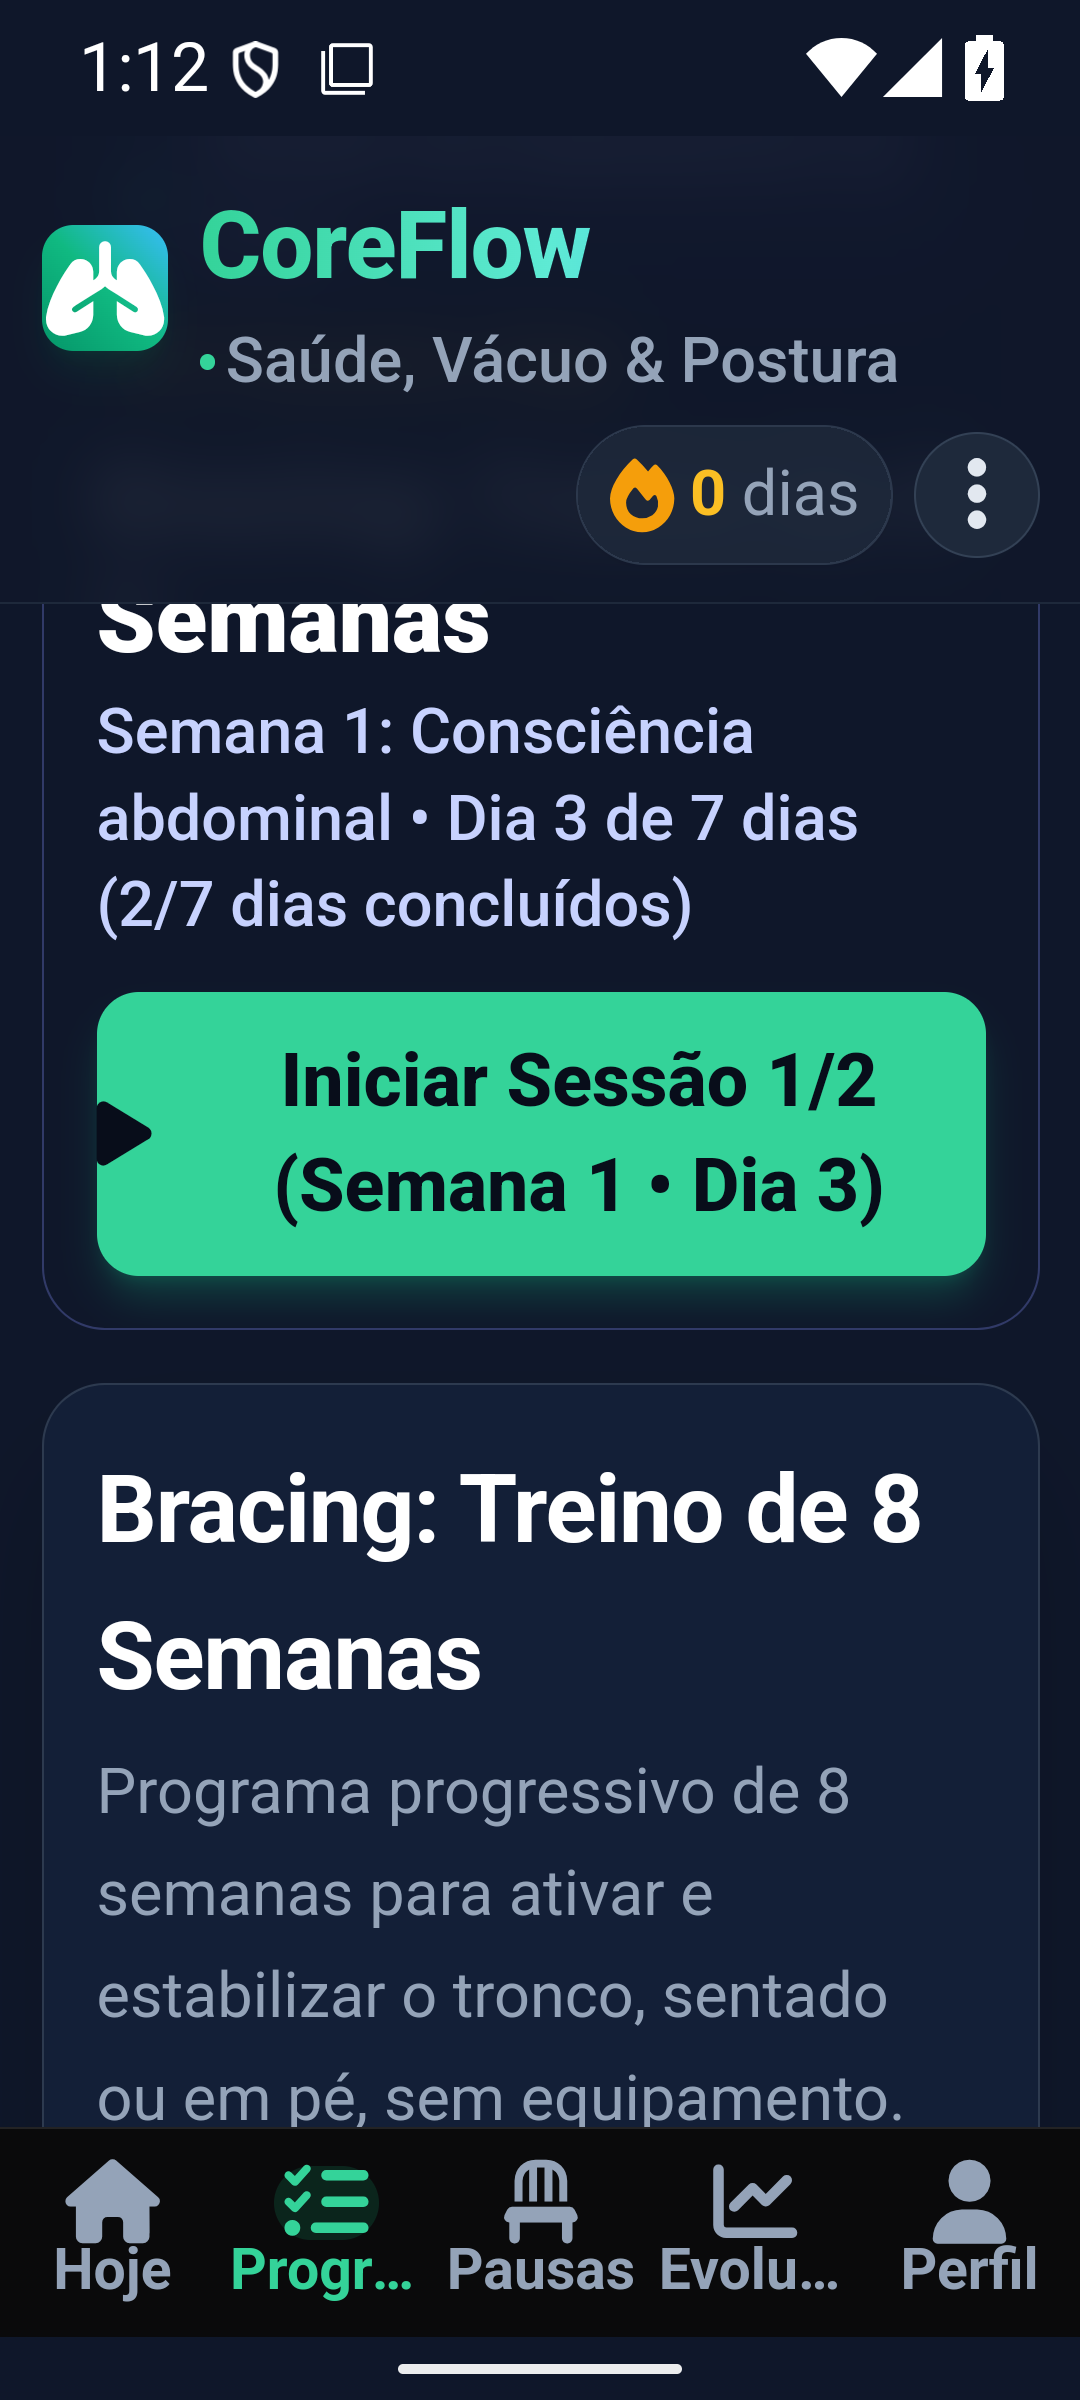 1:12
CoreFlow
• Saúde, Vácuo & Postura
0 dias
Semanas
Semana 1: Consciência
abdominal • Dia 3 de 7 dias
(2/7 dias concluídos)
Iniciar Sessão 1/2
(Semana 1 • Dia 3)
Bracing: Treino de 8
Semanas
Programa progressivo de 8
semanas para ativar e
estabilizar o tronco, sentado
ou em pé, sem equipamento.
Hoje
Progr...
Pausas
Evolu...
Perfil